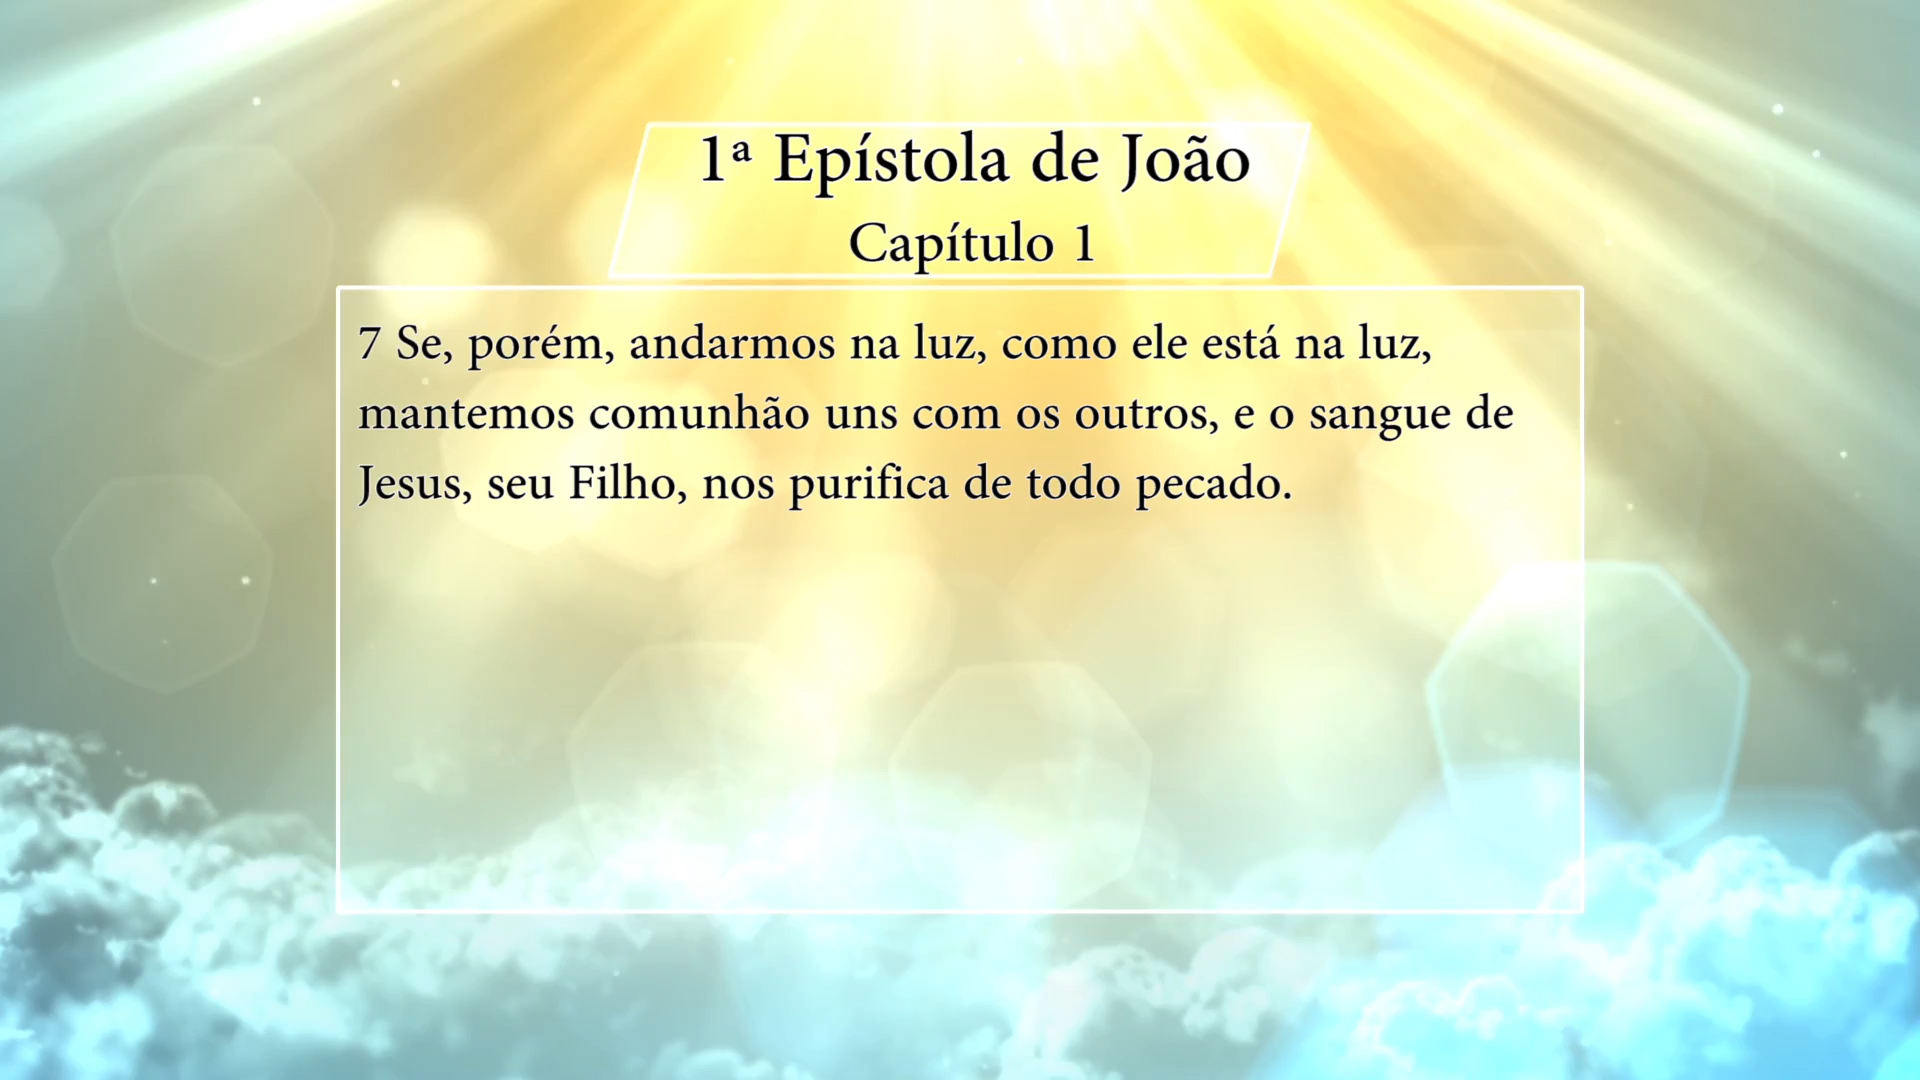 1ª Epístola de João
Capítulo 1
7 Se, porém, andarmos na luz, como ele está na luz,
mantemos comunhão uns com os outros, e o sangue de
Jesus, seu Filho, nos purifica de todo pecado.